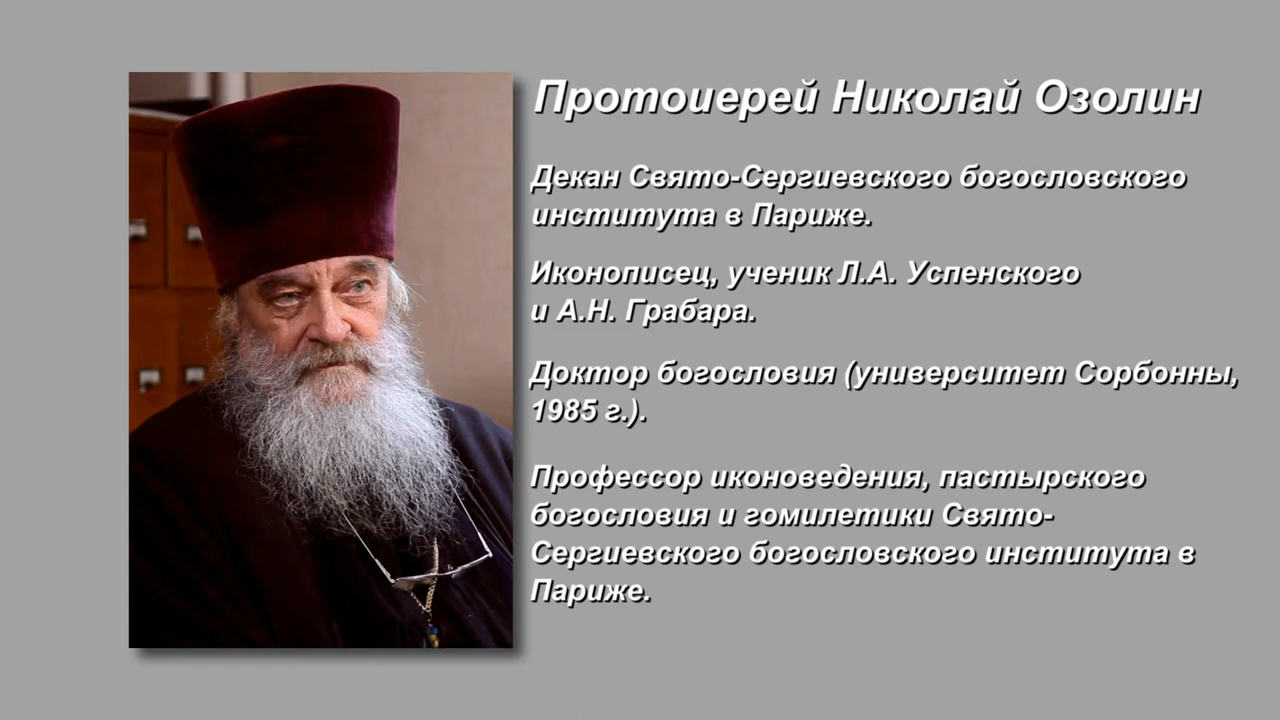 Протоиерей Николай Озолин
Декан Свято-Сергиевского богословского
института в Париже.
Иконописец, ученик Л.А. Успенского
и А.Н. Грабара.
Доктор богословия (университет Сорбонны,
1985 г.).
Профессор иконоведения, пастырского
богословия и гомилетики Свято-
Сергиевского богословского института в
Париже.